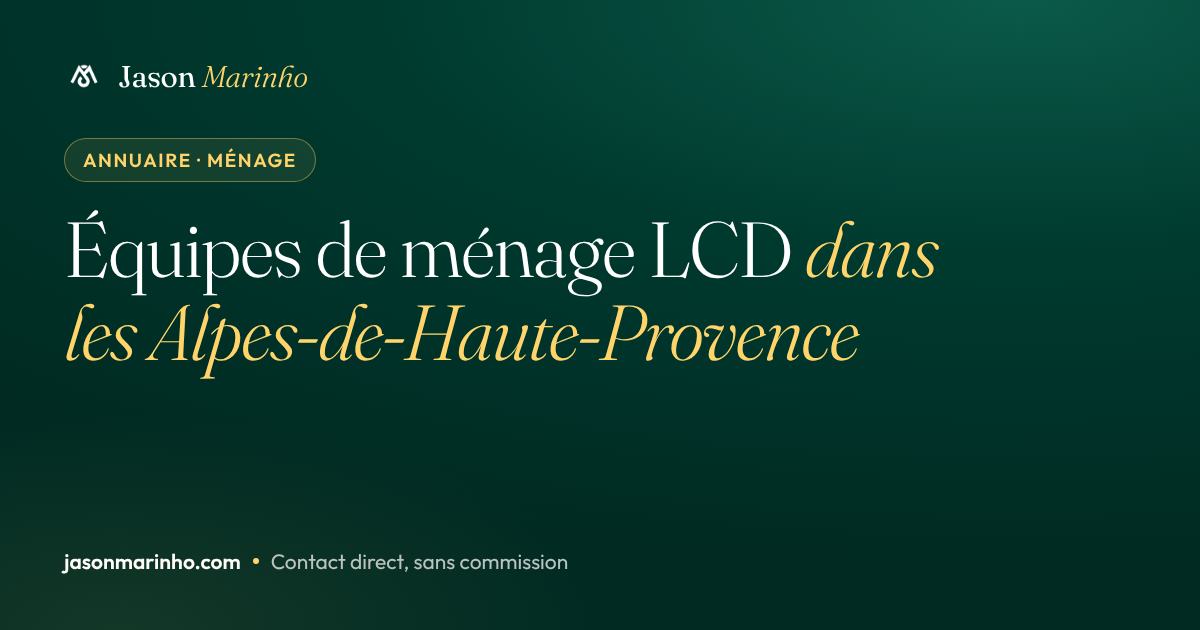 Jason Marinho
ANNUAIRE · MÉNAGE
Équipes de ménage LCD dans
les Alpes-de-Haute-Provence
jasonmarinho.com • Contact direct, sans commission